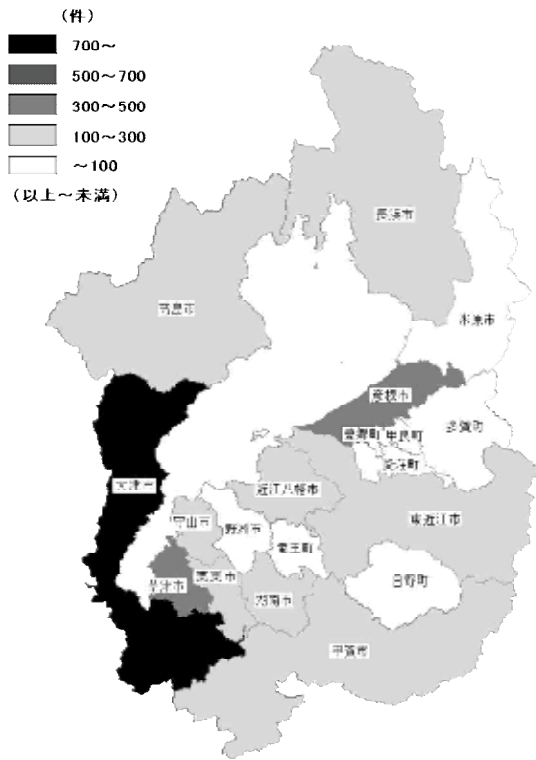 (件)
700～
500～700
300～500
100～300
～100
(以上～未満)
長浜市
高島市
米原市
彦根市
多賀町
愛荘町
甲良町
大津市
近江八幡市
東近江市
守山市
野洲市
竜王町
日野町
草津市
栗東市
湖南市
甲賀市